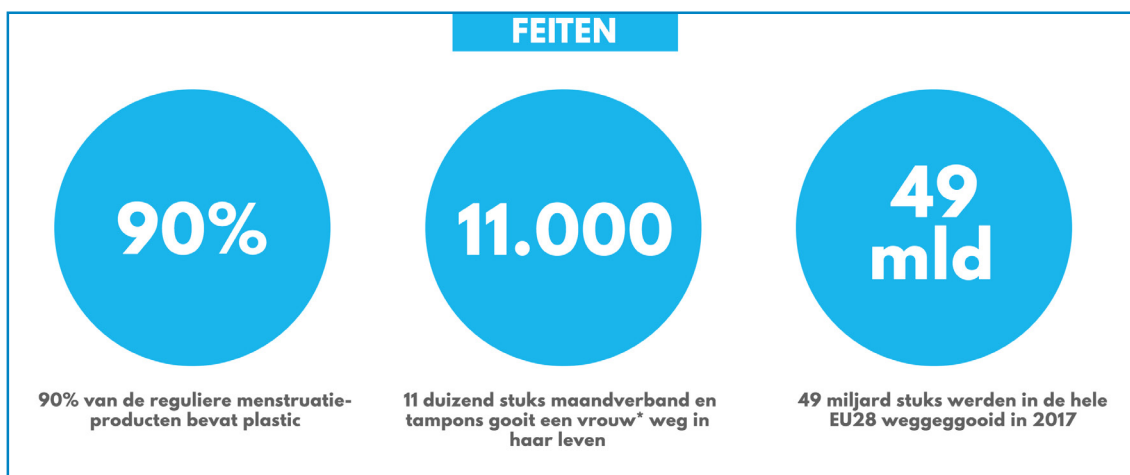 FEITEN
90%
11.000
49
mld
90% van de reguliere menstruatie-
producten bevat plastic
11 duizend stuks maandverband en
tampons gooit een vrouw* weg in
haar leven
49 miljard stuks werden in de hele
EU28 weggeggooid in 2017